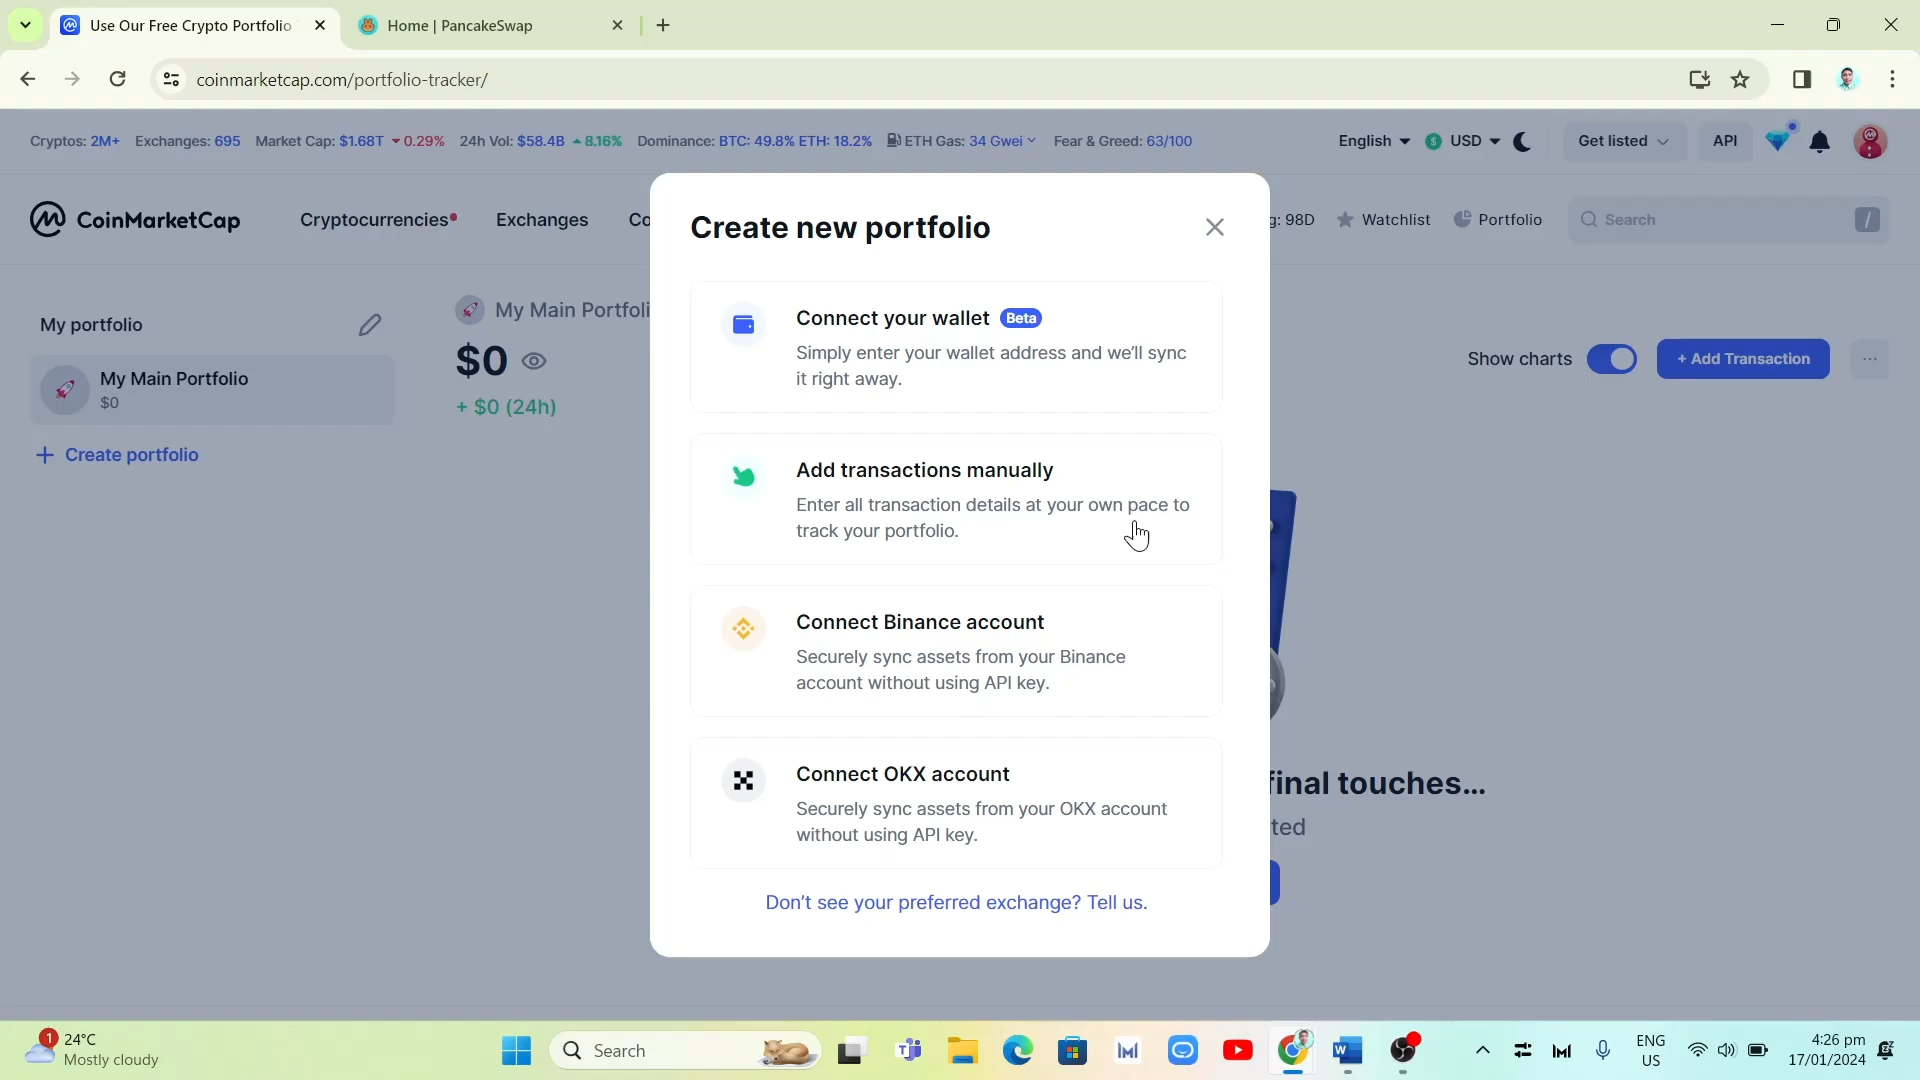 Use Our Free Crypto Portfolio
Home | PancakeSwap
coinmarketcap.com/portfolio-tracker/
Cryptos: 2M+ Exchanges: 695 Market Cap: $1.68T 0.29% 24h Vol: $58.4B 8.16% Dominance: BTC: 49.8% ETH: 18.2% ETH Gas: 34 Gwei Fear & Greed: 63/100 English USD Get listed API
CoinMarketCap Cryptocurrencies Exchanges Co g: 98D Watchlist Portfolio Search /
Create new portfolio
My portfolio
My Main Portfolio
$0
+ Create portfolio
My Main Portfoli
$0
+ $0 (24h)
Show charts + Add Transaction ...
Connect your wallet Beta
Simply enter your wallet address and we'll sync
it right away.
Add transactions manually
Enter all transaction details at your own pace to
track your portfolio.
Connect Binance account
Securely sync assets from your Binance
account without using API key.
Connect OKX account
Securely sync assets from your OKX account
without using API key.
Don't see your preferred exchange? Tell us.
final touches...
ted
1
24°C
Mostly cloudy
Search
ENG
US
4:26 pm
17/01/2024